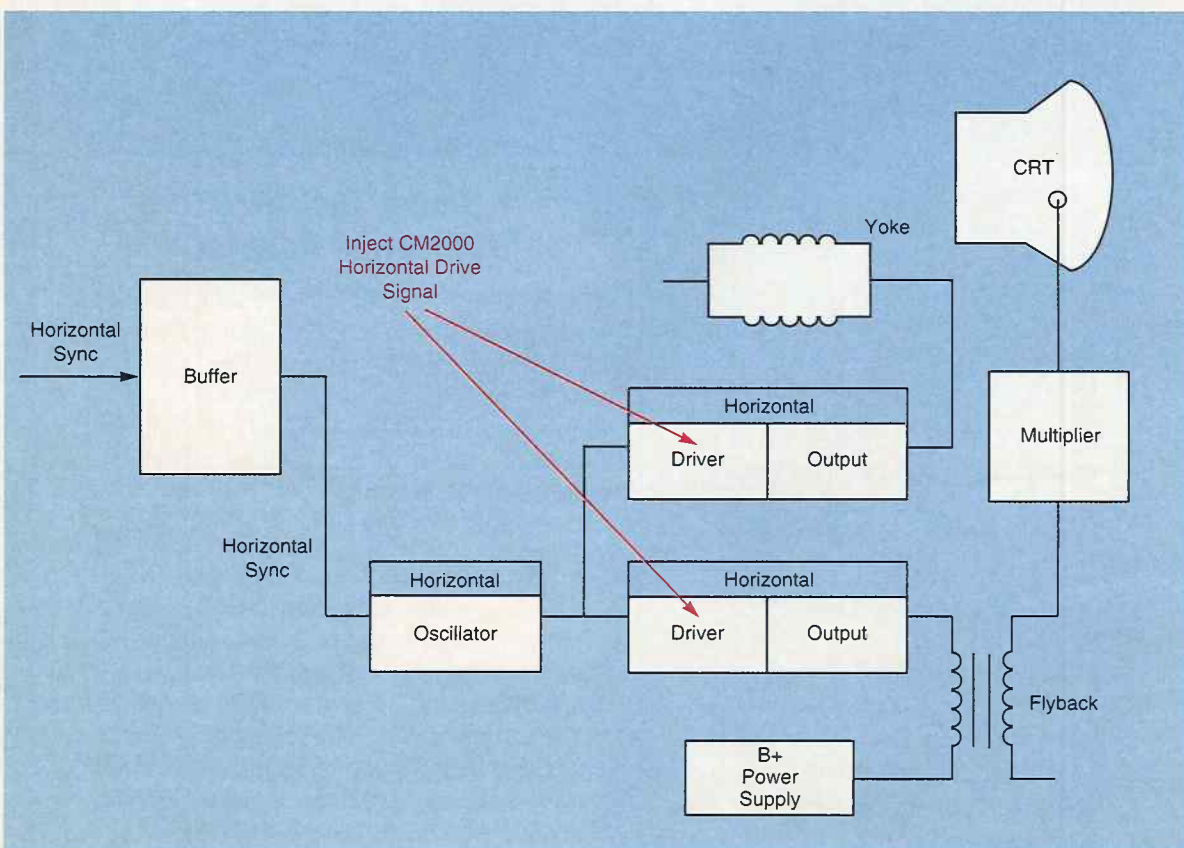 CRT
Yoke
Inject CM2000
Horizontal Drive
Signal
Horizontal
Sync
Buffer
Horizontal
Driver
Output
Multiplier
Horizontal
Sync
Horizontal
Oscillator
Horizontal
Driver
Output
Flyback
B+
Power
Supply